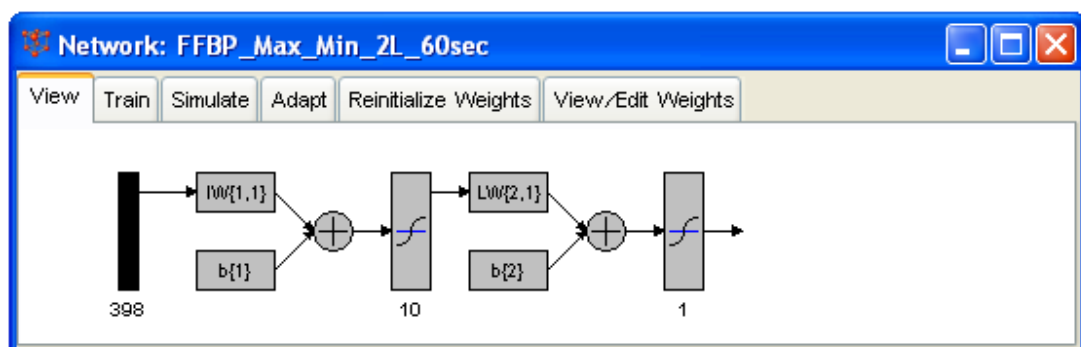 Network: FFBP_Max_Min_2L_60sec
View Train Simulate Adapt Reinitialize Weights View/Edit Weights
IW{1,1} LW{2,1}
b{1} b{2}
398 10 1